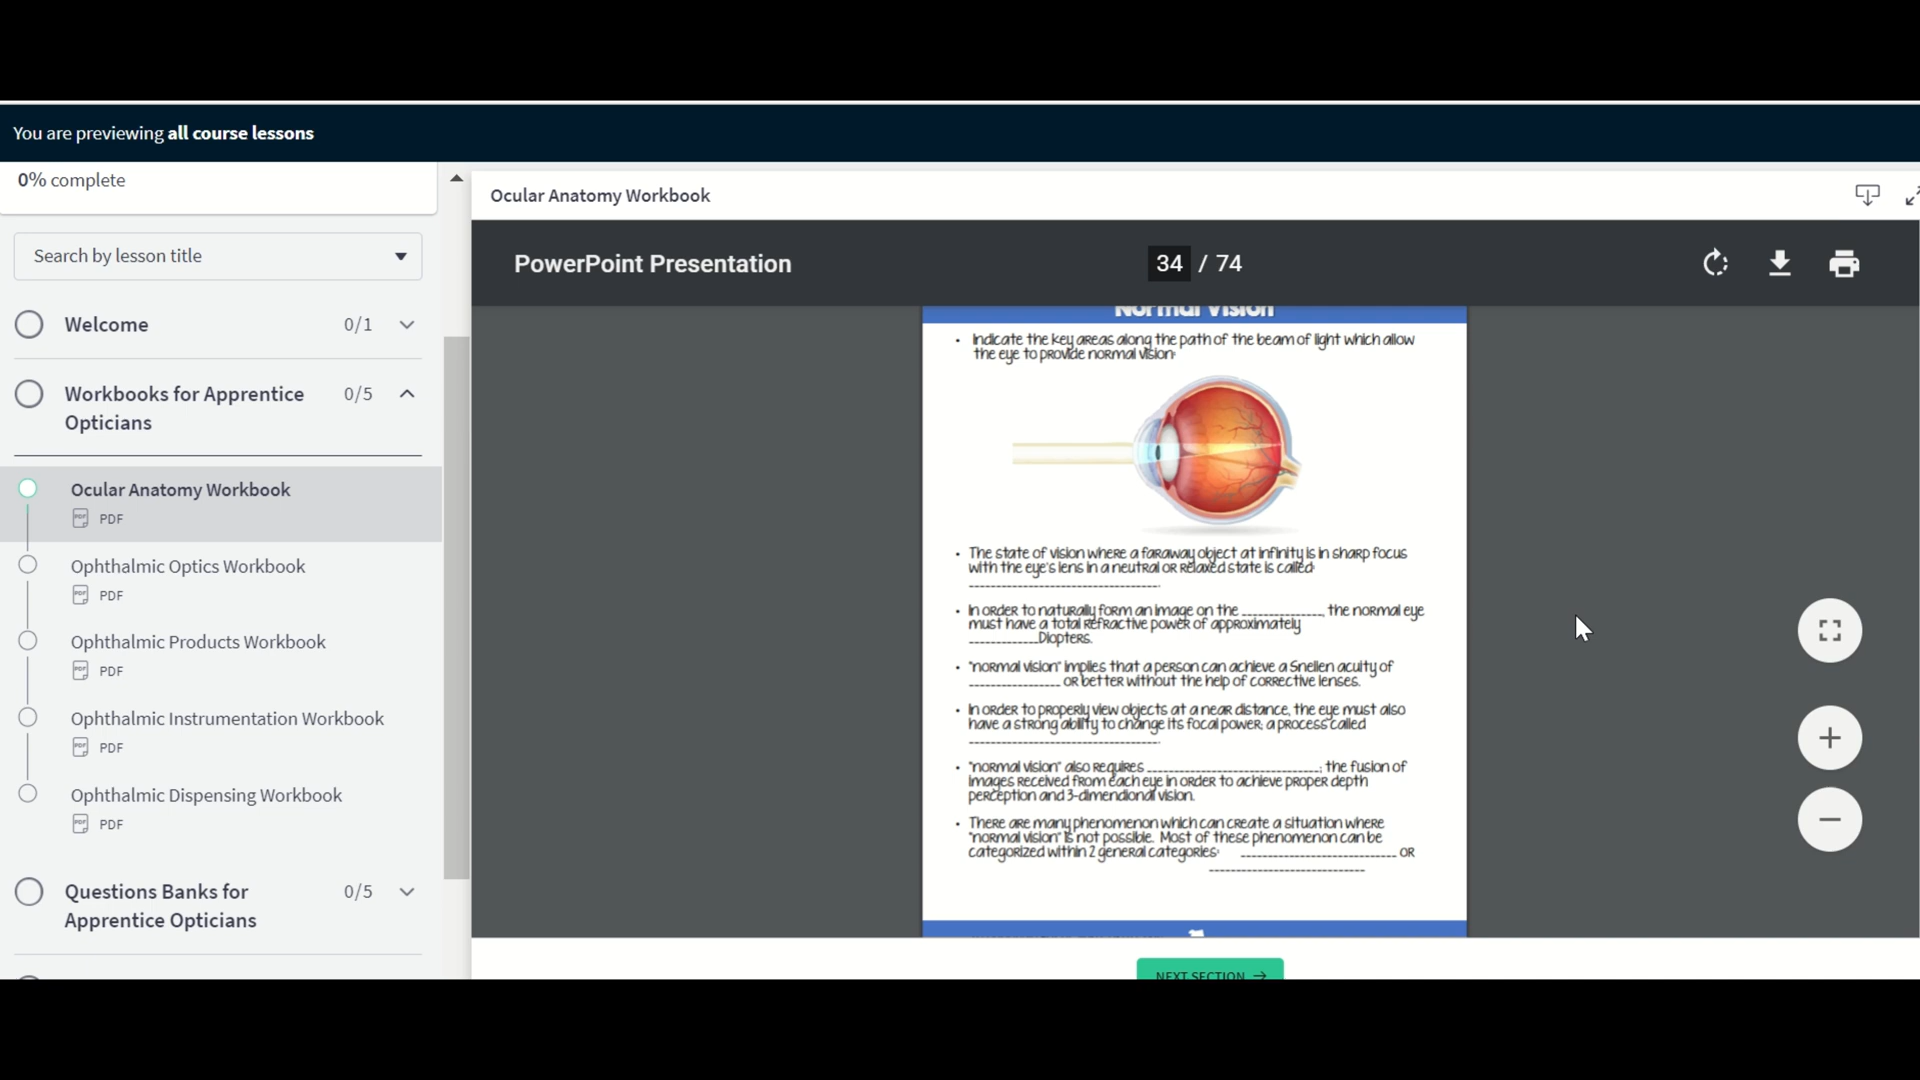 You are previewing all course lessons
0% complete
Search by lesson title
Welcome 0/1
Workbooks for Apprentice 0/5
Opticians
Ocular Anatomy Workbook
PDF
Ophthalmic Optics Workbook
PDF
Ophthalmic Products Workbook
PDF
Ophthalmic Instrumentation Workbook
PDF
Ophthalmic Dispensing Workbook
PDF
Questions Banks for 0/5
Apprentice Opticians
Ocular Anatomy Workbook
PowerPoint Presentation 34 / 74
Normal Vision
• Indicate the key areas along the path of the beam of light which allow
the eye to provide normal vision:
• The state of vision where a faraway object at infinity is in sharp focus
with the eye's lens in a neutral or relaxed state is called:
____________________.
• In order to naturally form an image on the ____________, the normal eye
must have a total refractive power of approximately
__________Diopters.
• "normal vision" implies that a person can achieve a Snellen acuity of
______________ or better without the help of corrective lenses.
• In order to properly view objects at a near distance, the eye must also
have a strong ability to change its focal power; a process called
____________________.
• "normal vision" also requires ____________________; the fusion of
images received from each eye in order to achieve proper depth
perception and 3-dimendional vision.
• There are many phenomenon which can create a situation where
"normal vision" is not possible. Most of these phenomenon can be
categorized within 2 general categories: ____________________ or
____________________
NEXT SECTION →